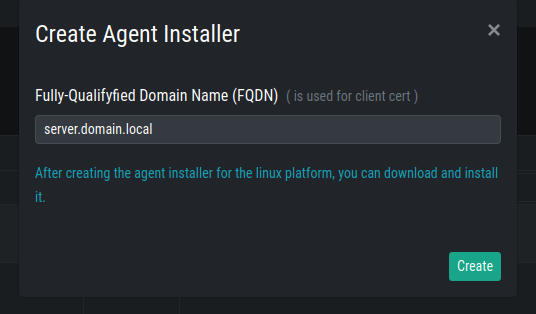 Create Agent Installer
×
Fully-Qualifyfied Domain Name (FQDN) ( is used for client cert )
server.domain.local
After creating the agent installer for the linux platform, you can download and install
it.
Create